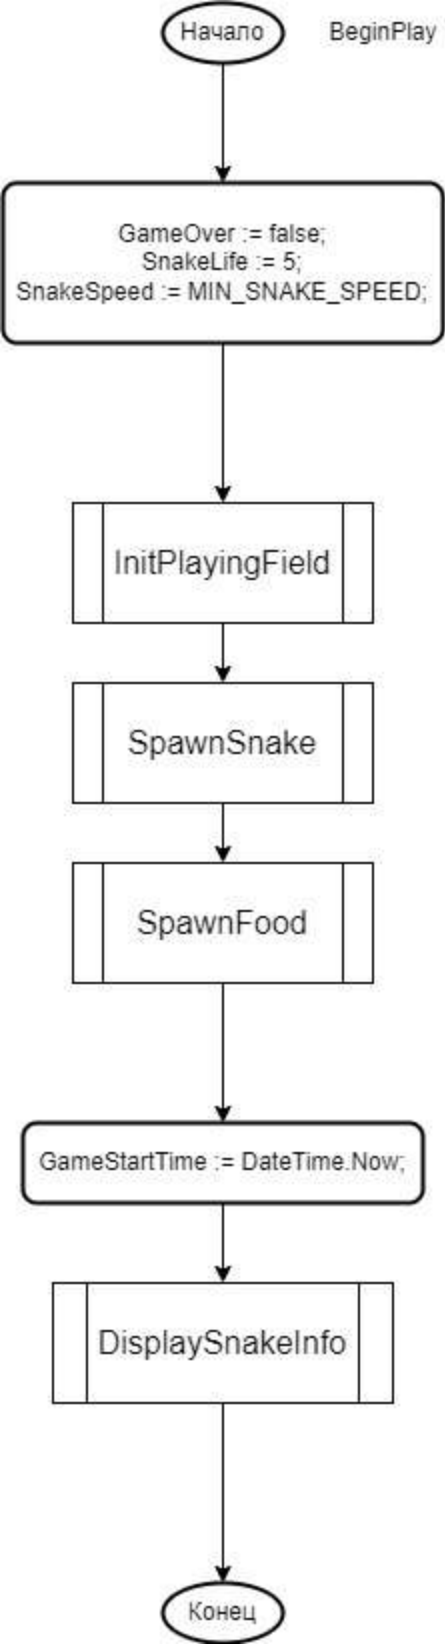 Начало
BeginPlay
GameOver := false;
SnakeLife := 5;
SnakeSpeed := MIN_SNAKE_SPEED;
InitPlayingField
SpawnSnake
SpawnFood
GameStartTime := DateTime.Now;
DisplaySnakeInfo
Конец